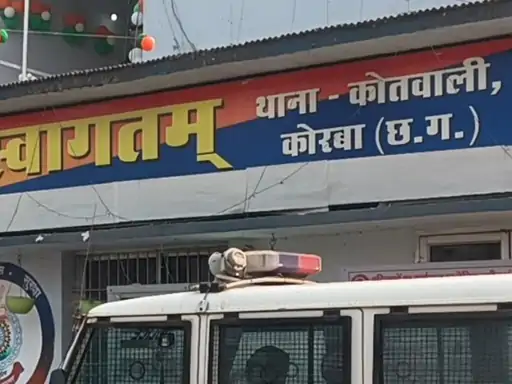 स्वागतम्
थाना - कोतवाली,
कोरबा (छ.ग.)